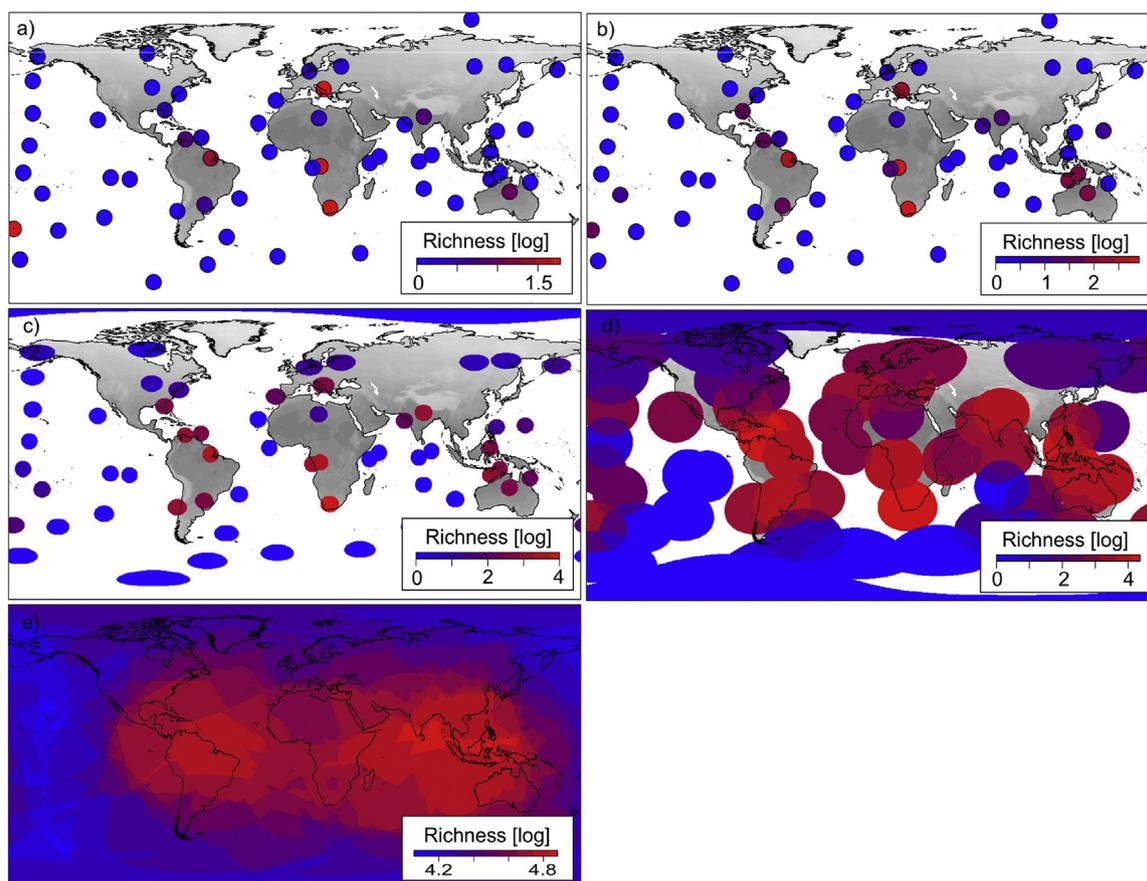 a)
Richness [log]
0 1.5
b)
Richness [log]
0 1 2
c)
Richness [log]
0 2 4
d)
Richness [log]
0 2 4
e)
Richness [log]
4.2 4.8